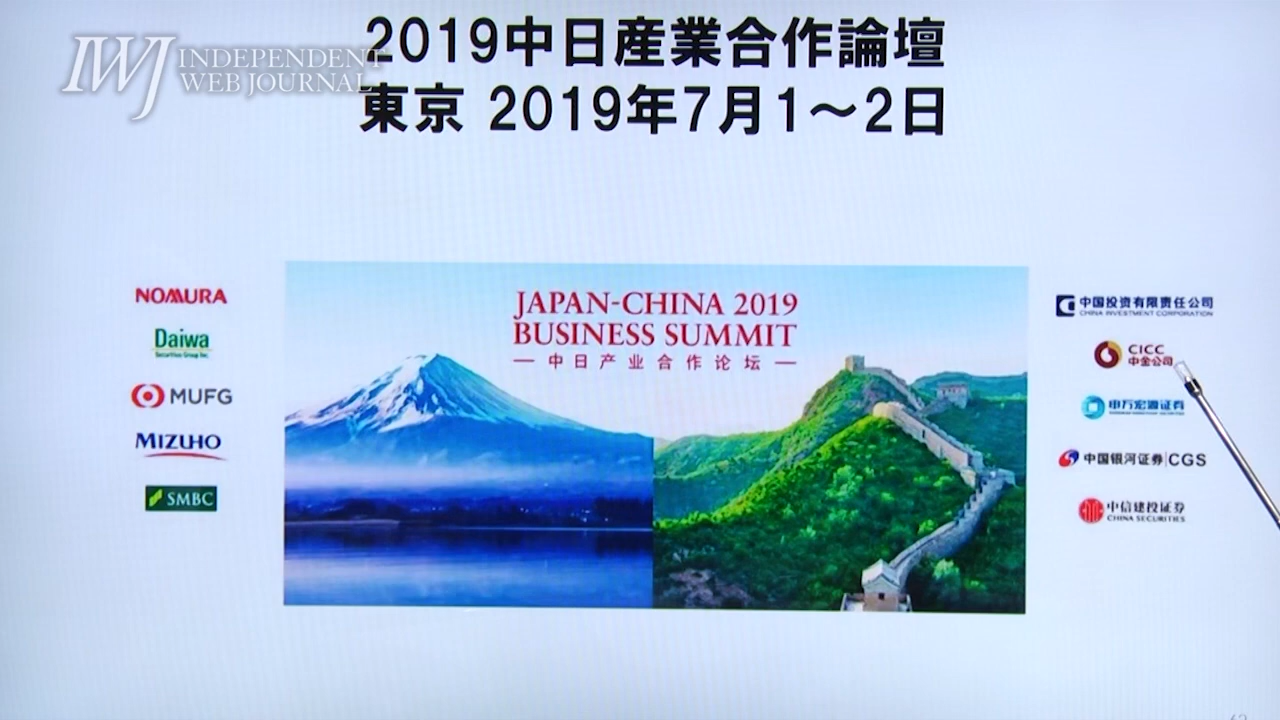 IWJ INDEPENDENT
WEB JOURNAL
2019中日産業合作論壇
東京 2019年7月1～2日
JAPAN-CHINA 2019
BUSINESS SUMMIT
中日产业合作论坛
NOMURA
Daiwa
Securities Group Inc.
MUFG
MIZUHO
SMBC
中国投资有限责任公司
CHINA INVESTMENT CORPORATION
CICC
中金公司
申万宏源证券
中国银河证券|CGS
中信建投证券
CHINA SECURITIES